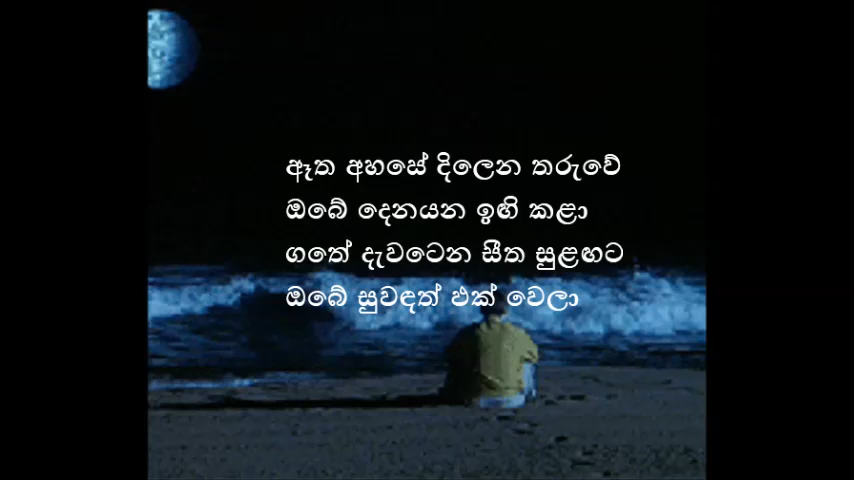 ඈත අහසේ දිලෙන තරුවේ
ඔබේ දෙනයන ඉඟි කළා
ගතේ දැවටෙන සීත සුළඟට
ඔබේ සුවඳත් එක් වෙලා